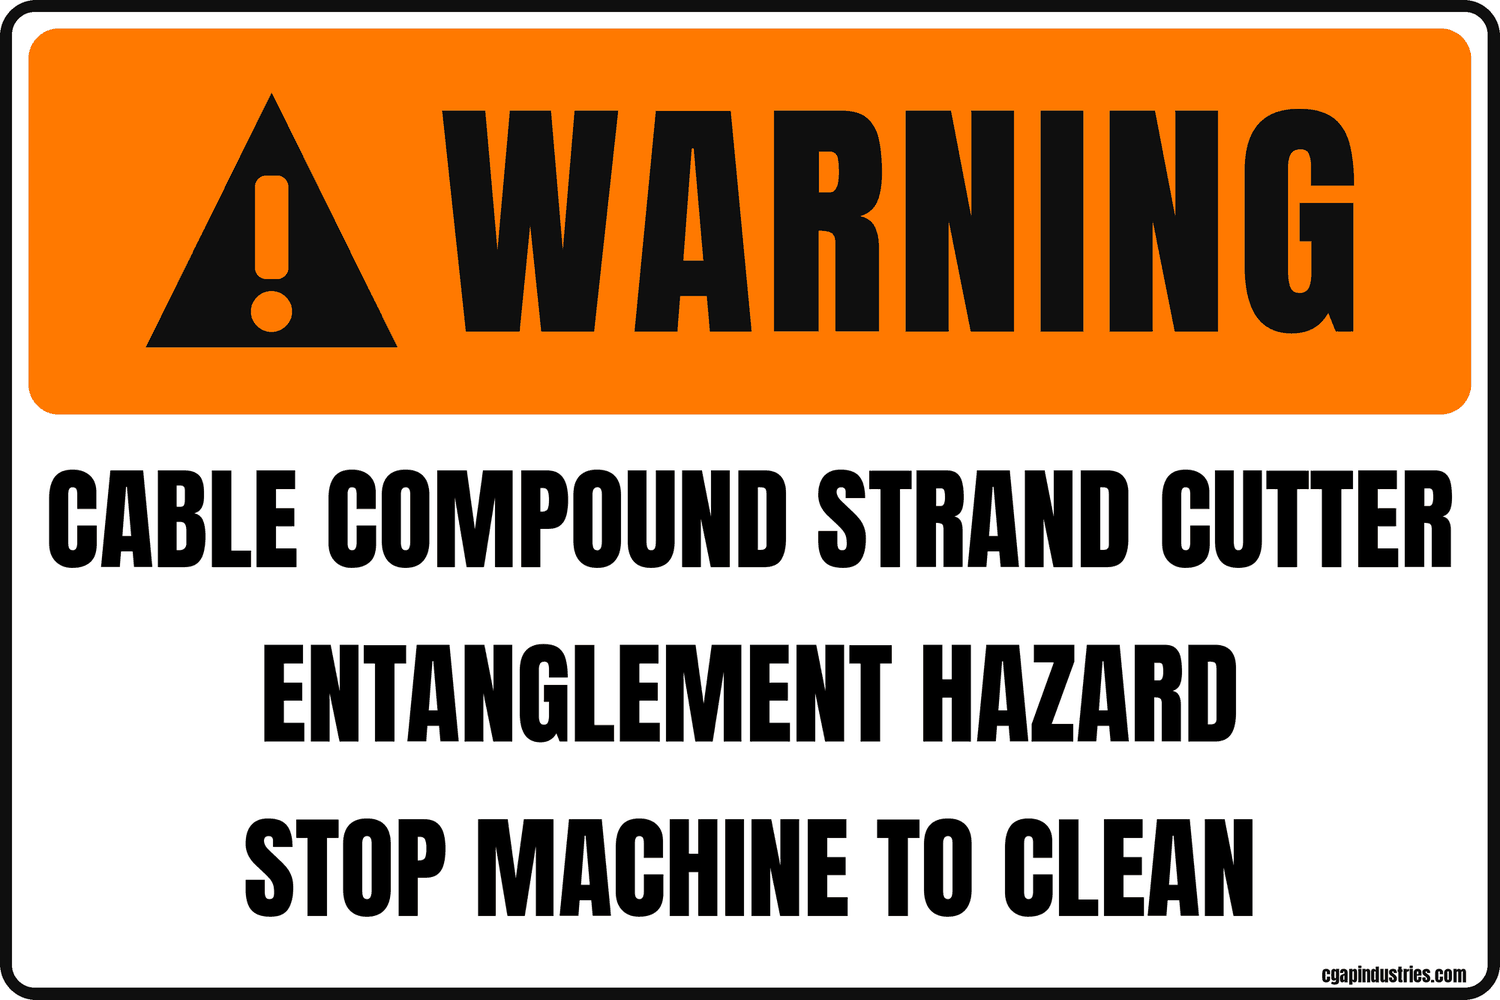 WARNING
CABLE COMPOUND STRAND CUTTER
ENTANGLEMENT HAZARD
STOP MACHINE TO CLEAN
cgapindustries.com